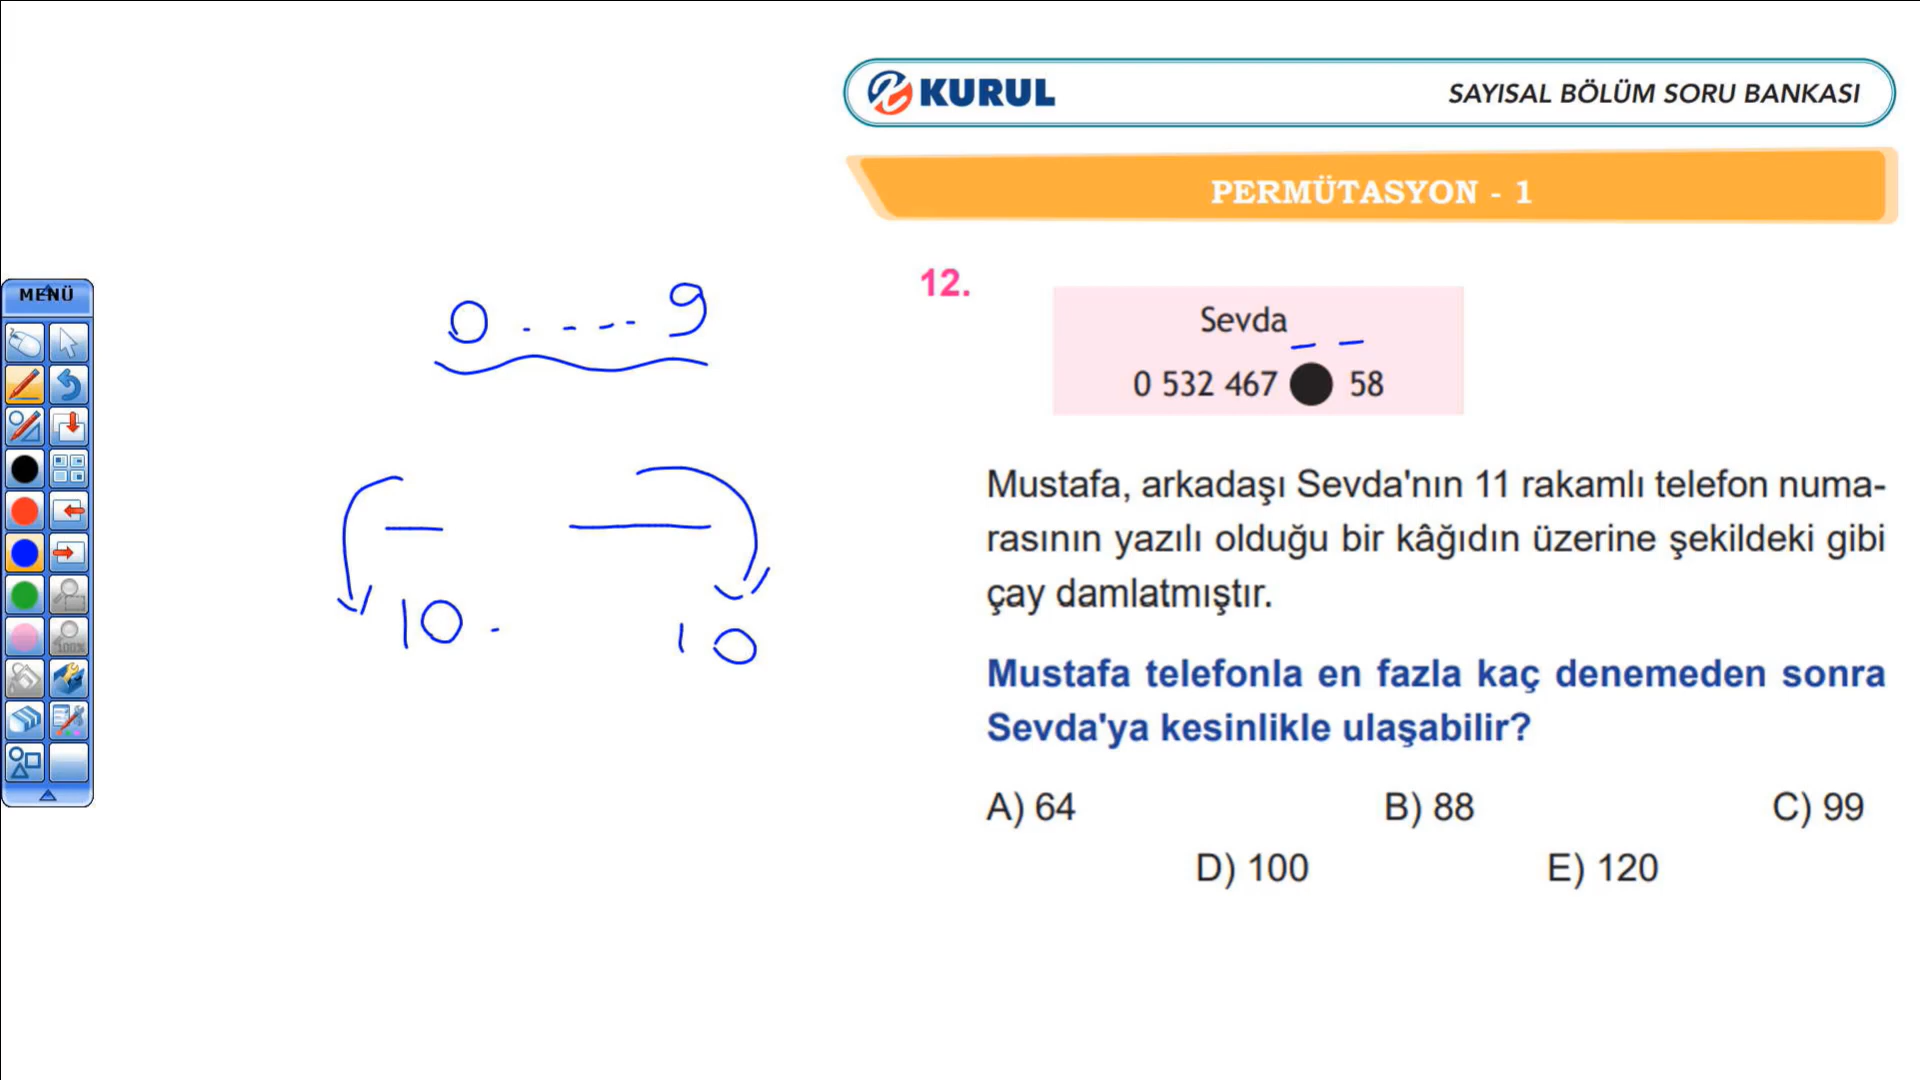 KURUL
SAYISAL BÖLÜM SORU BANKASI
PERMÜTASYON - 1
12.
Sevda
0 532 467 58
Mustafa, arkadaşı Sevda'nın 11 rakamlı telefon numa-
rasının yazılı olduğu bir kâğıdın üzerine şekildeki gibi
çay damlatmıştır.
Mustafa telefonla en fazla kaç denemeden sonra
Sevda'ya kesinlikle ulaşabilir?
A) 64 B) 88 C) 99
D) 100 E) 120
MENÜ
100%
0 . - - - 9
10 . 10